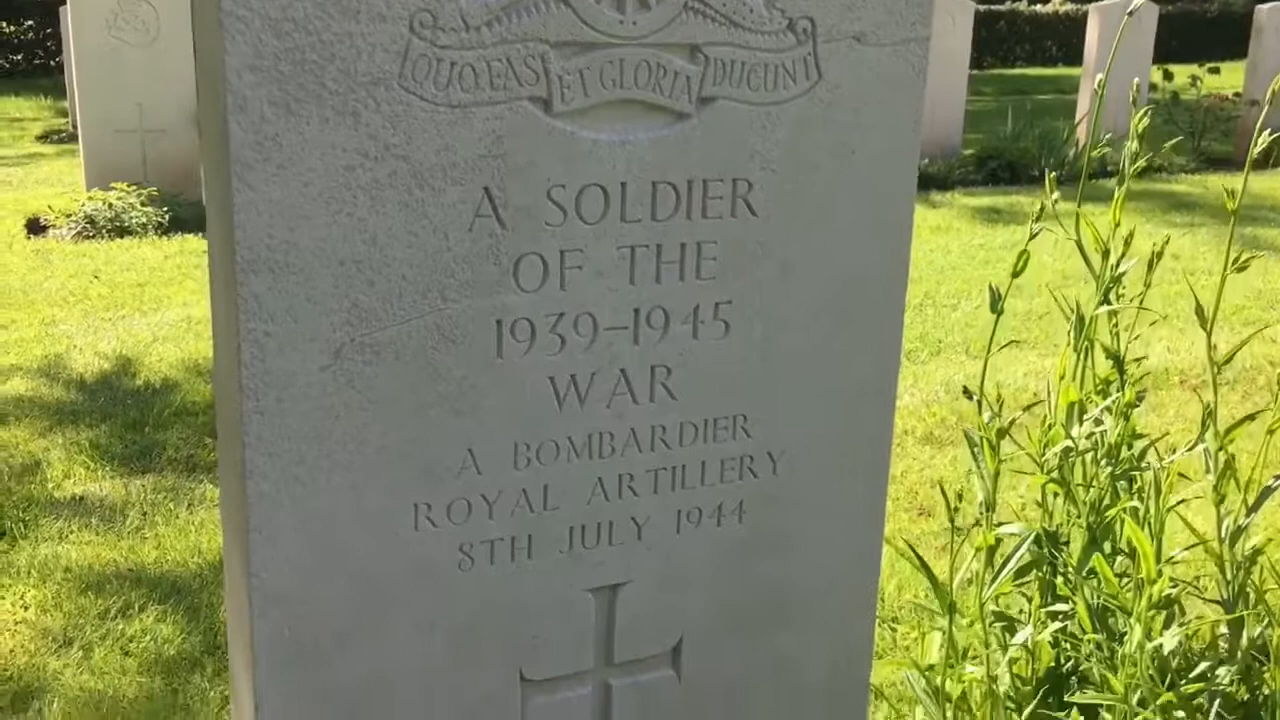 QUO FAS ET GLORIA DUCUNT
A SOLDIER
OF THE
1939-1945
WAR
A BOMBARDIER
ROYAL ARTILLERY
8TH JULY 1944